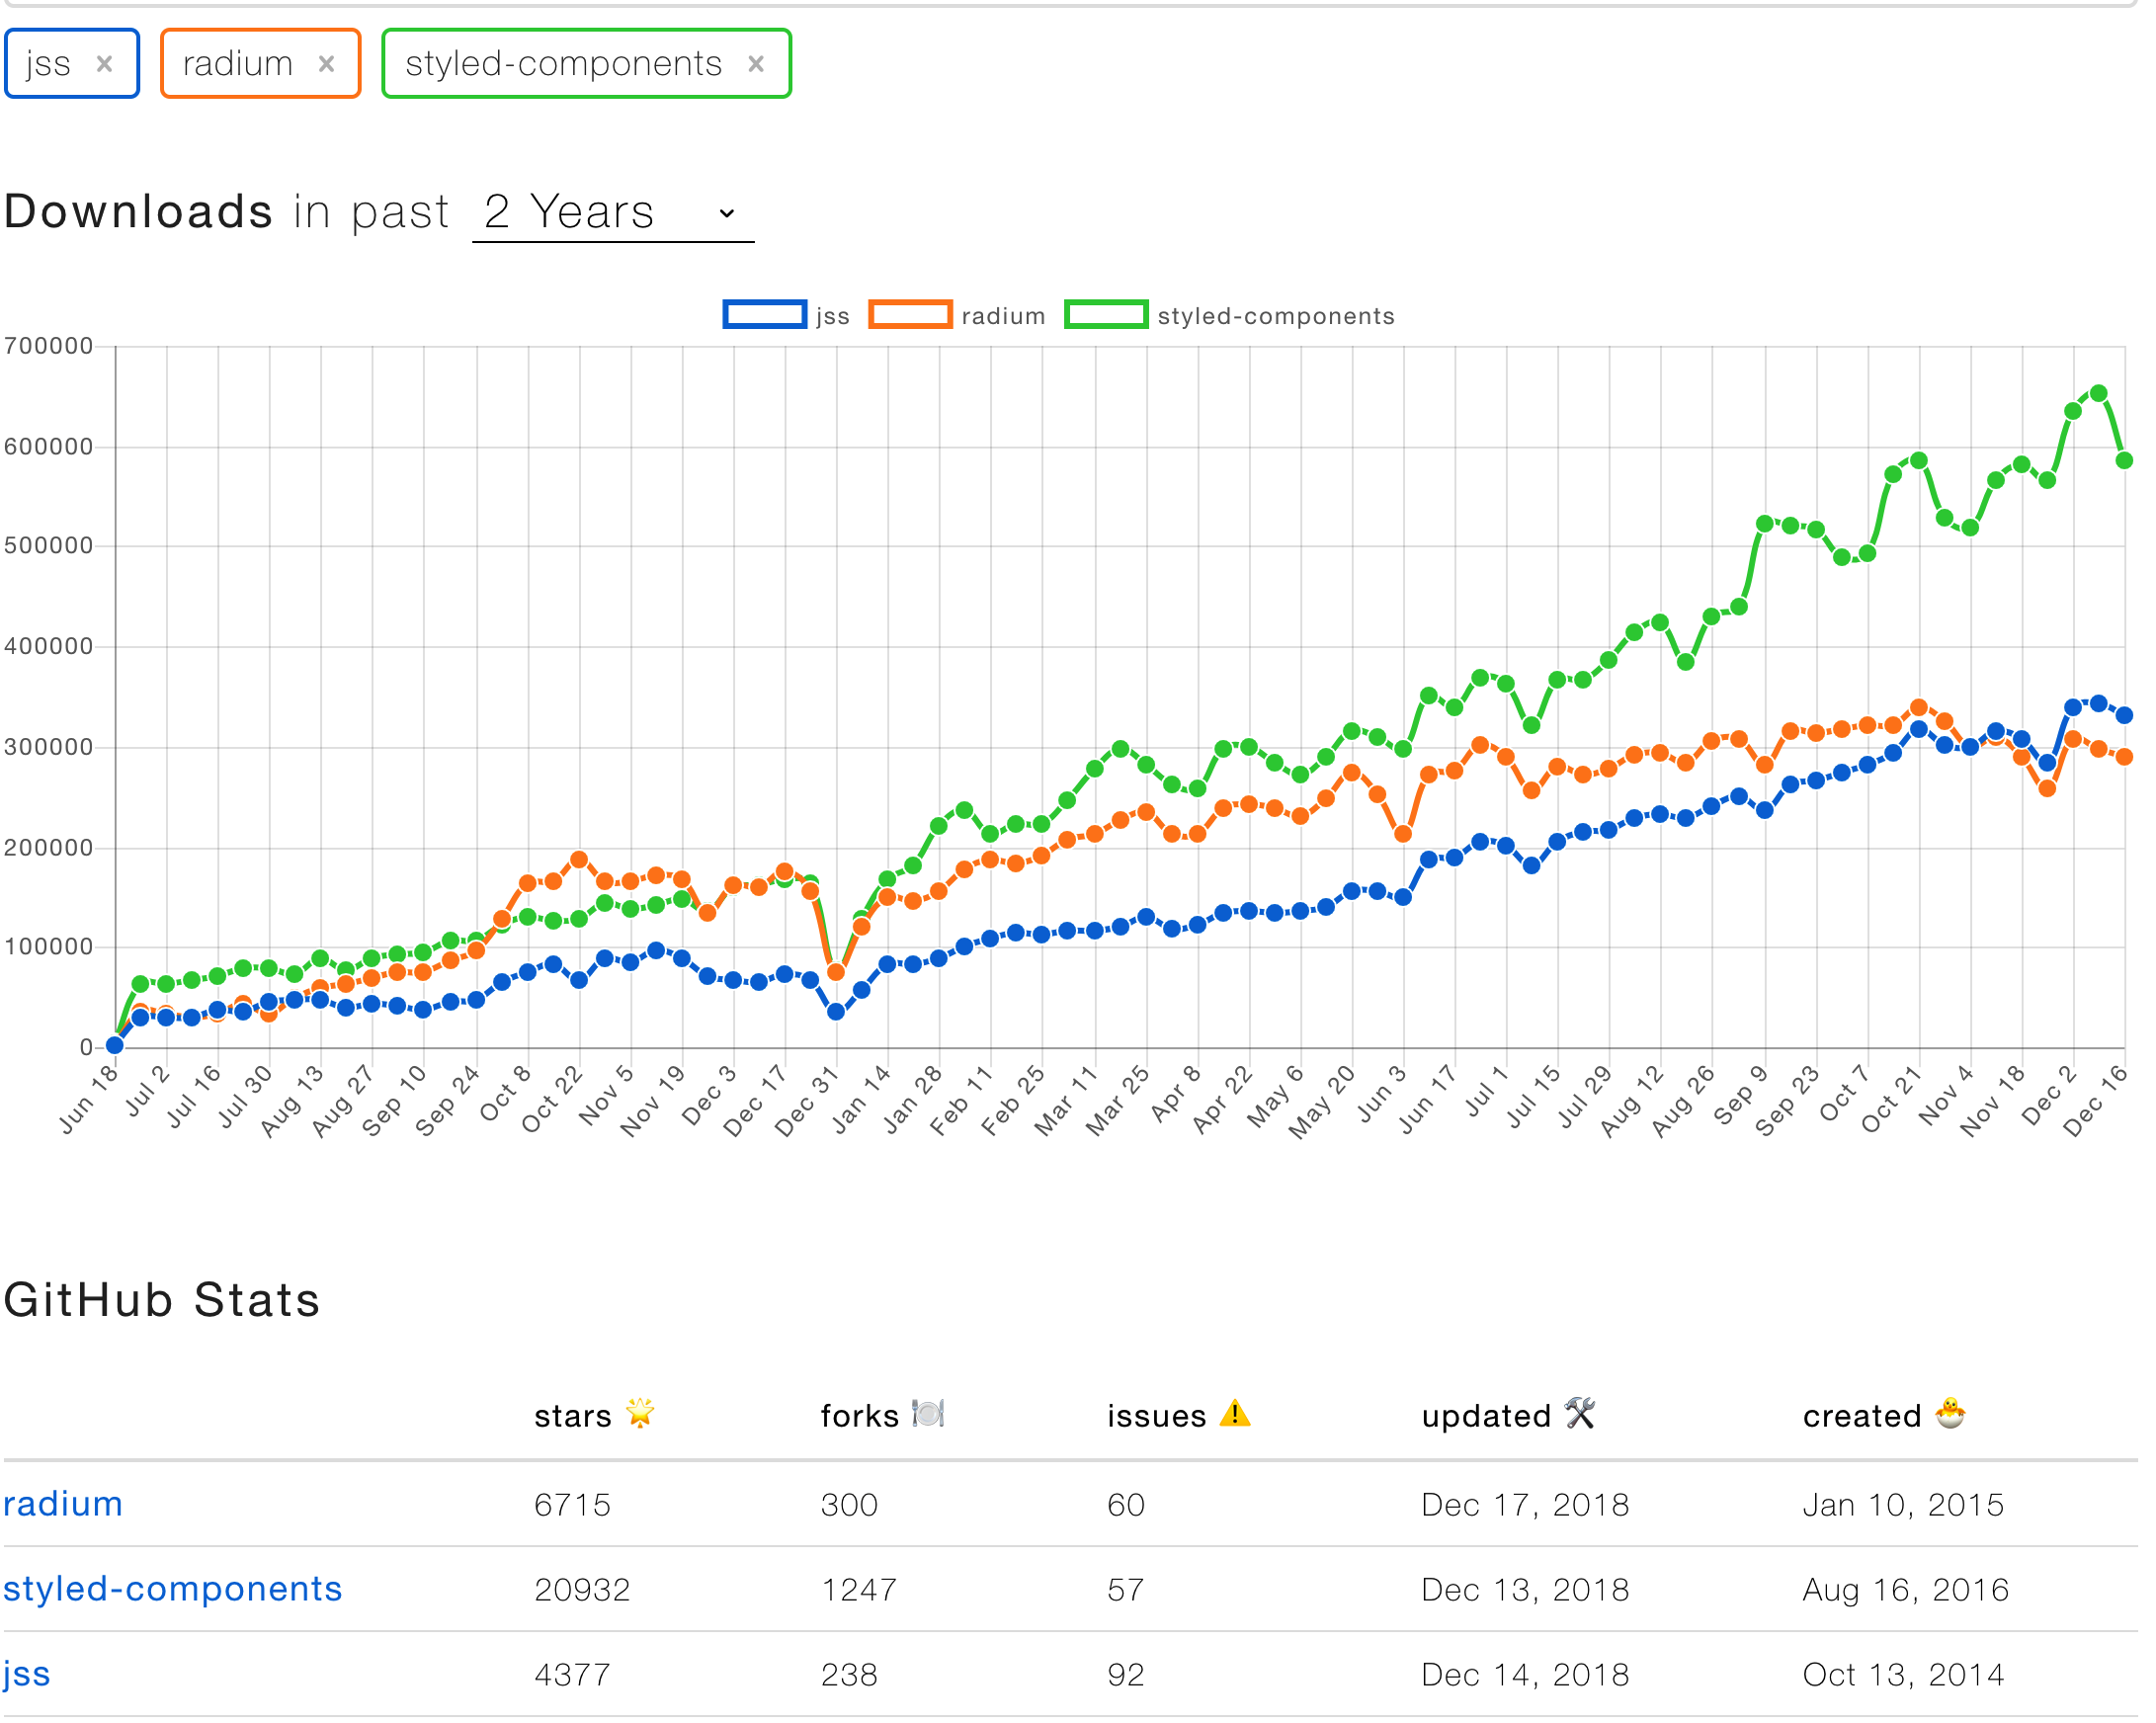 jss × radium × styled-components ×
Downloads in past 2 Years
jss radium styled-components
700000
600000
500000
400000
300000
200000
100000
0
Jun 18 Jul 2 Jul 16 Jul 30 Aug 13 Aug 27 Sep 10 Sep 24 Oct 8 Oct 22 Nov 5 Nov 19 Dec 3 Dec 17 Dec 31 Jan 14 Jan 28 Feb 11 Feb 25 Mar 11 Mar 25 Apr 8 Apr 22 May 6 May 20 Jun 3 Jun 17 Jul 1 Jul 15 Jul 29 Aug 12 Aug 26 Sep 9 Sep 23 Oct 7 Oct 21 Nov 4 Nov 18 Dec 2 Dec 16
GitHub Stats
stars forks issues updated created
radium 6715 300 60 Dec 17, 2018 Jan 10, 2015
styled-components 20932 1247 57 Dec 13, 2018 Aug 16, 2016
jss 4377 238 92 Dec 14, 2018 Oct 13, 2014